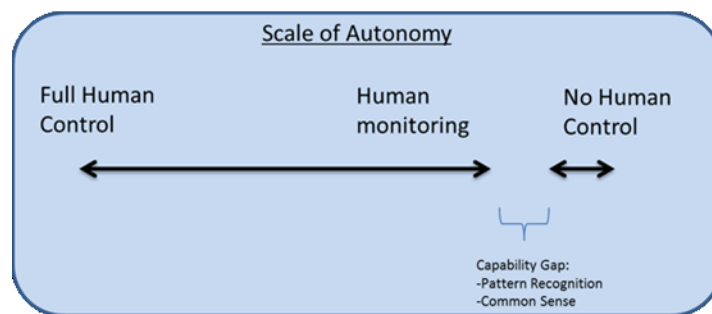 Scale of Autonomy
Full Human
Control
Human
monitoring
No Human
Control
Capability Gap:
-Pattern Recognition
-Common Sense